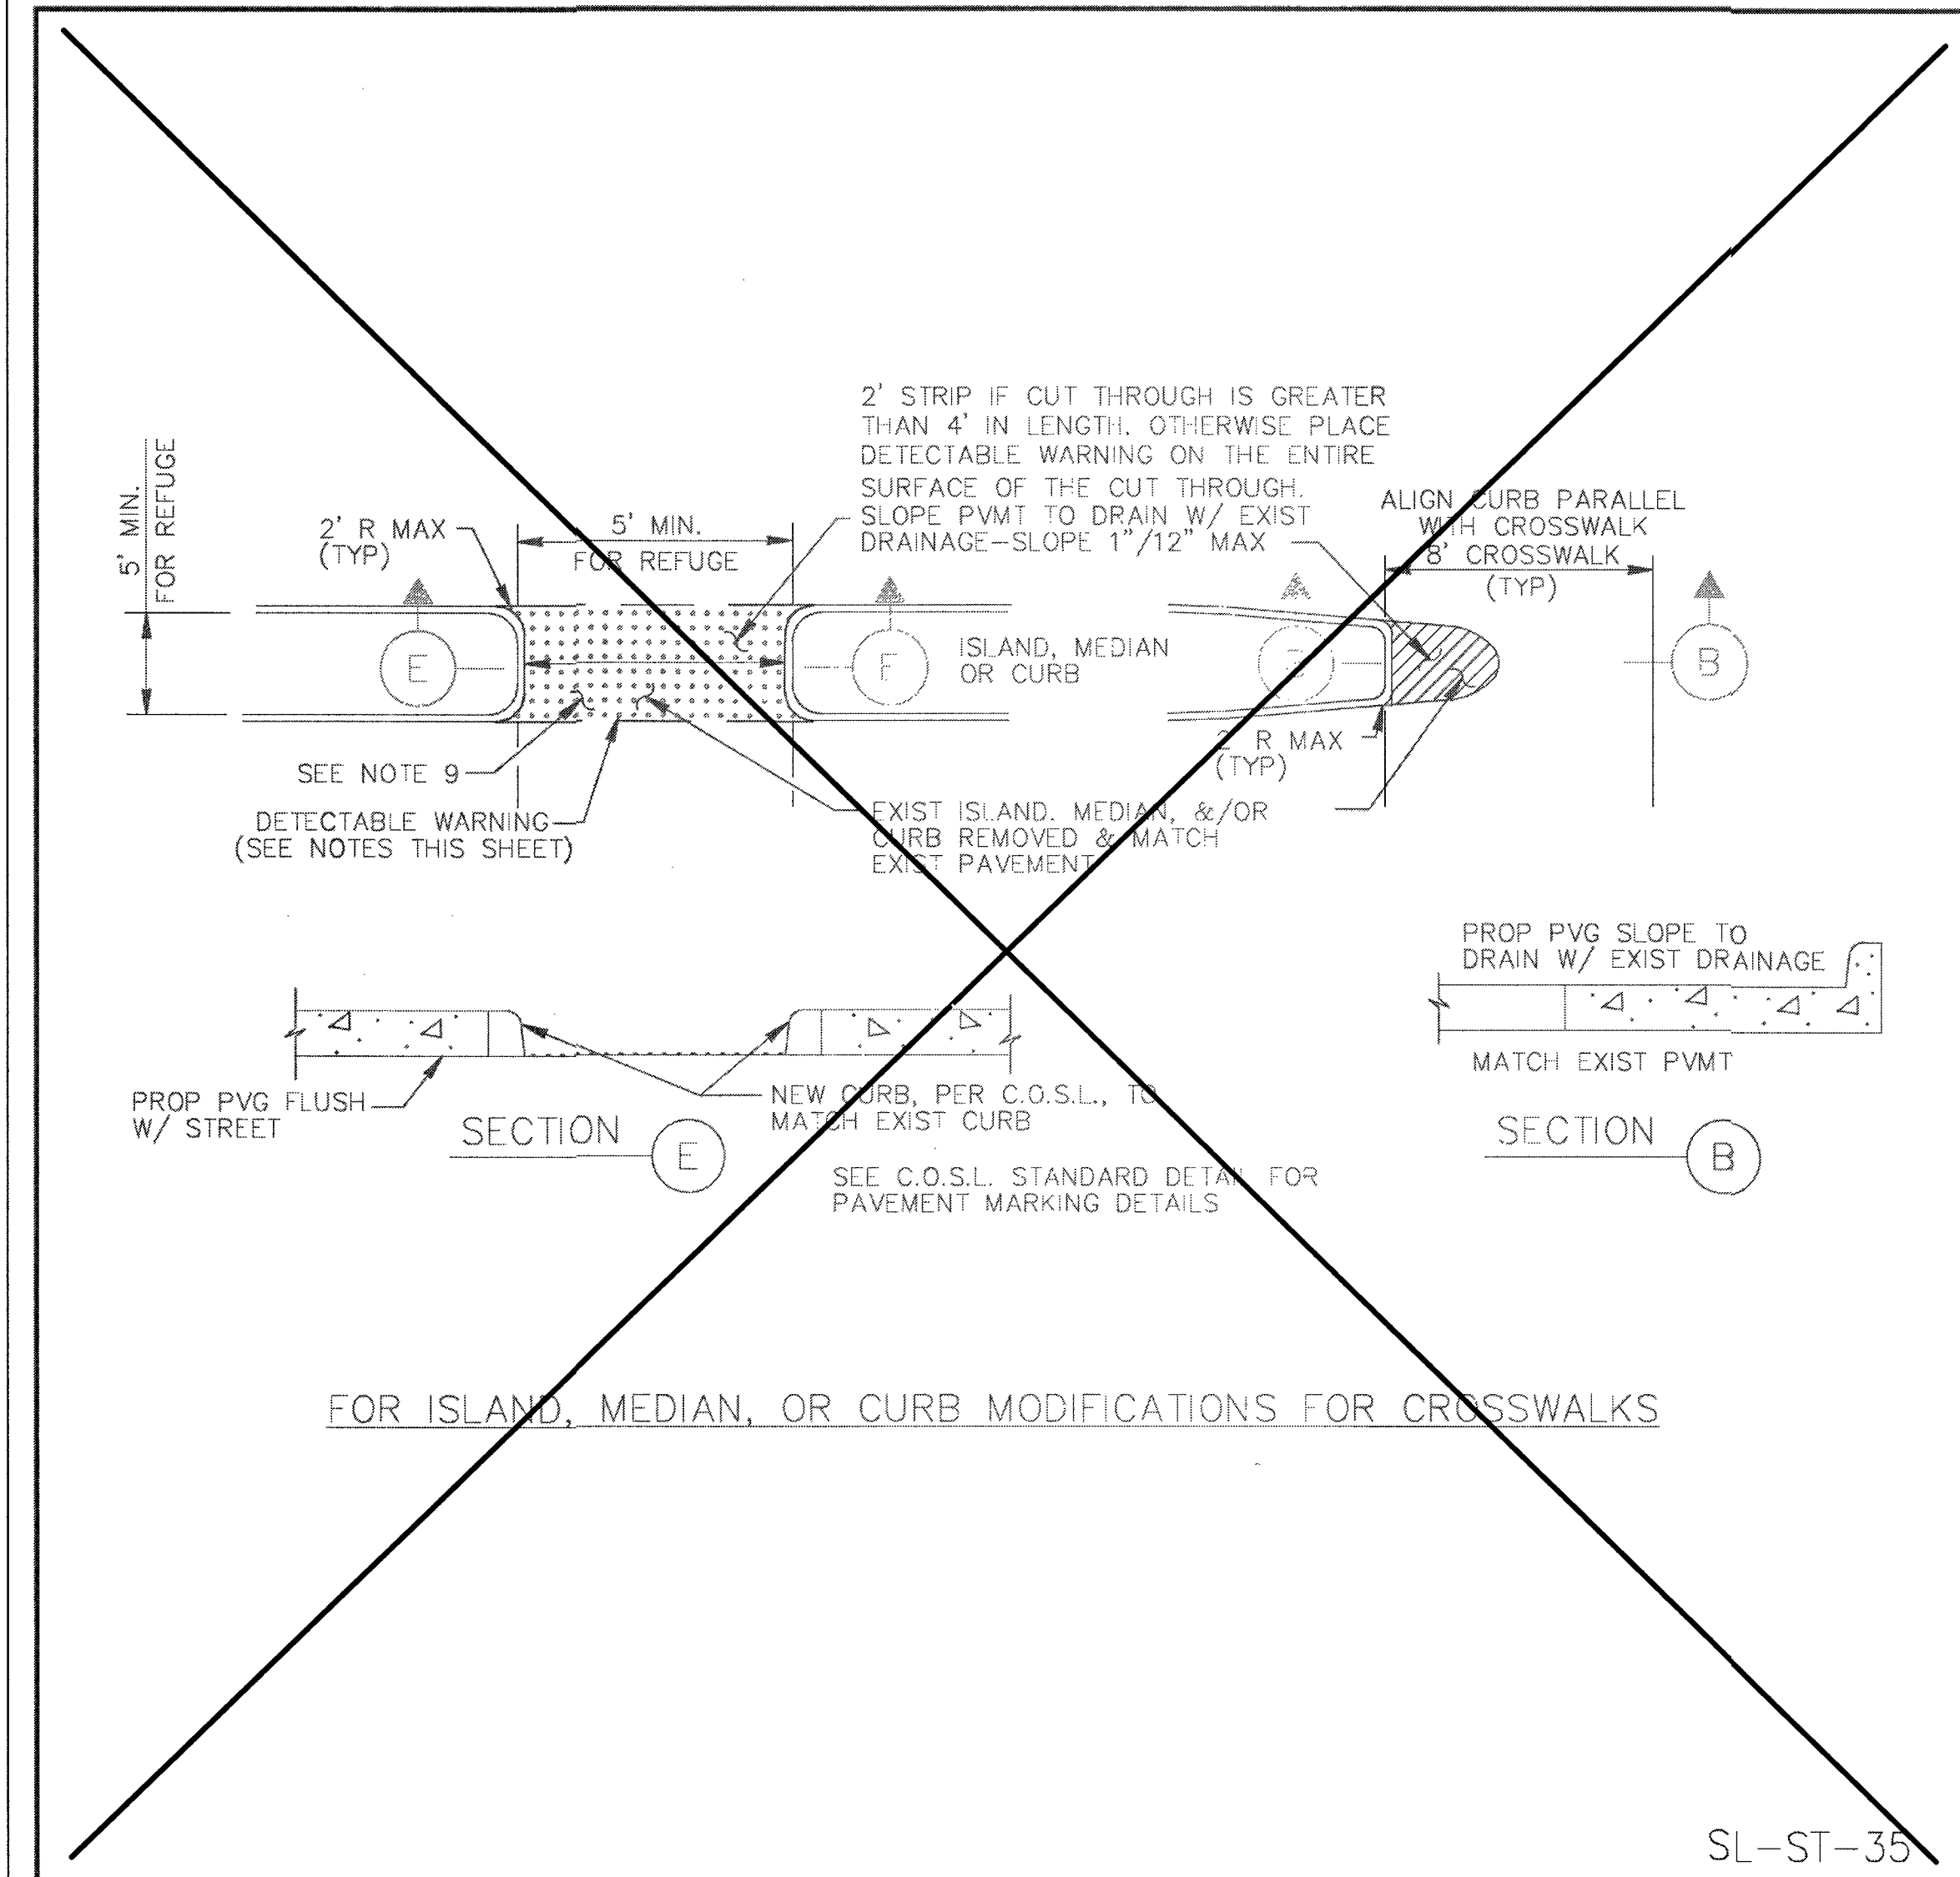 2' STRIP IF CUT THROUGH IS GREATER
THAN 4' IN LENGTH. OTHERWISE PLACE
DETECTABLE WARNING ON THE ENTIRE
SURFACE OF THE CUT THROUGH.
SLOPE PVMT TO DRAIN W/ EXIST
DRAINAGE-SLOPE 1"/12" MAX
5' MIN.
FOR REFUGE
2' R MAX
(TYP)
5' MIN.
FOR REFUGE
ALIGN CURB PARALLEL
WITH CROSSWALK
8' CROSSWALK
(TYP)
E
F
ISLAND, MEDIAN
OR CURB
B
SEE NOTE 9
DETECTABLE WARNING
(SEE NOTES THIS SHEET)
2' R MAX
(TYP)
EXIST ISLAND. MEDIAN, &/OR
CURB REMOVED & MATCH
EXIST PAVEMENT
PROP PVG SLOPE TO
DRAIN W/ EXIST DRAINAGE
MATCH EXIST PVMT
PROP PVG FLUSH
W/ STREET
NEW CURB, PER C.O.S.L., TO
MATCH EXIST CURB
SECTION E
SECTION B
SEE C.O.S.L. STANDARD DETAIL FOR
PAVEMENT MARKING DETAILS
FOR ISLAND, MEDIAN, OR CURB MODIFICATIONS FOR CROSSWALKS
SL-ST-35